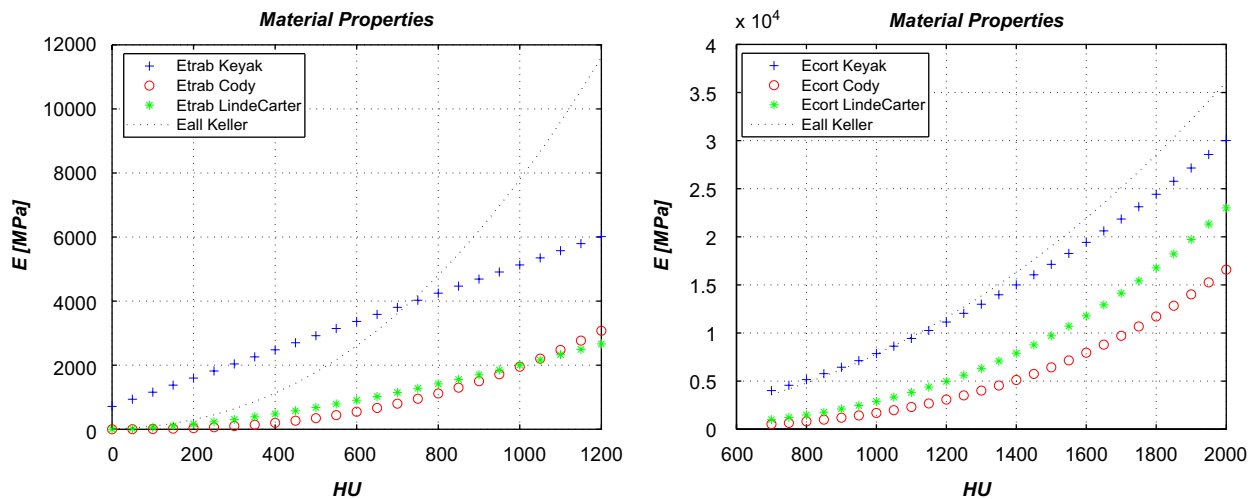 Material Properties
12000
10000
8000
6000
4000
2000
0
E [MPa]
Etrab Keyak
Etrab Cody
Etrab LindeCarter
Eall Keller
0 200 400 600 800 1000 1200
HU
Material Properties
x 10^4
4
3.5
3
2.5
2
1.5
1
0.5
0
E [MPa]
Ecort Keyak
Ecort Cody
Ecort LindeCarter
Eall Keller
600 800 1000 1200 1400 1600 1800 2000
HU